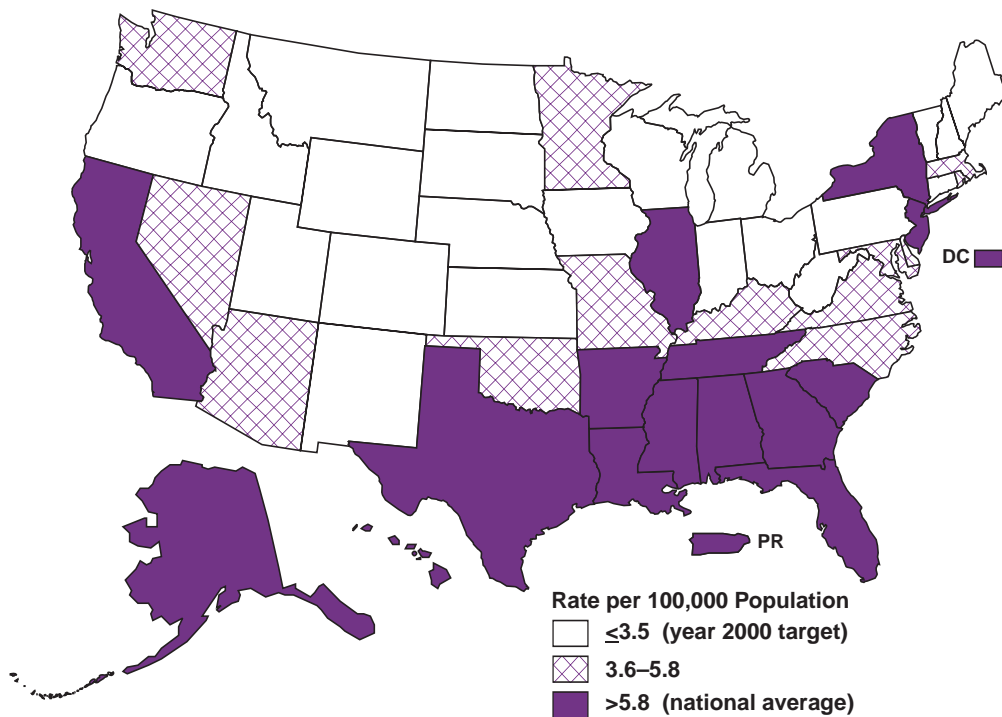 DC
PR
Rate per 100,000 Population
≤3.5 (year 2000 target)
3.6–5.8
>5.8 (national average)